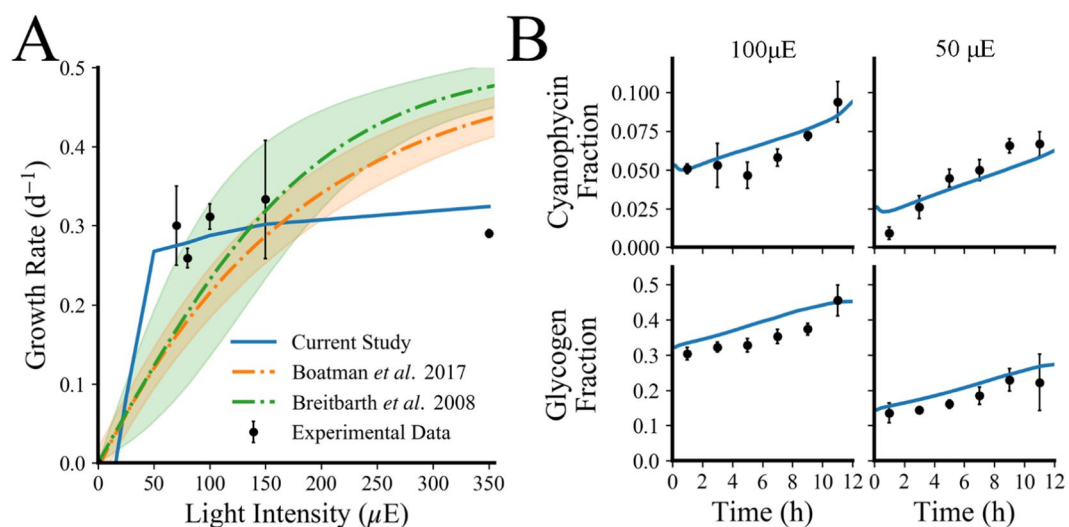 A
0.5
0.4
0.3
0.2
0.1
0.0
Growth Rate (d⁻¹)
0 50 100 150 200 250 300 350
Light Intensity (μE)
Current Study
Boatman et al. 2017
Breitbarth et al. 2008
Experimental Data
B
100μE
50 μE
Cyanophycin
Fraction
0.100
0.075
0.050
0.025
0.000
Glycogen
Fraction
0.5
0.4
0.3
0.2
0.1
0.0
0 2 4 6 8 10 12
0 2 4 6 8 10 12
Time (h)
Time (h)